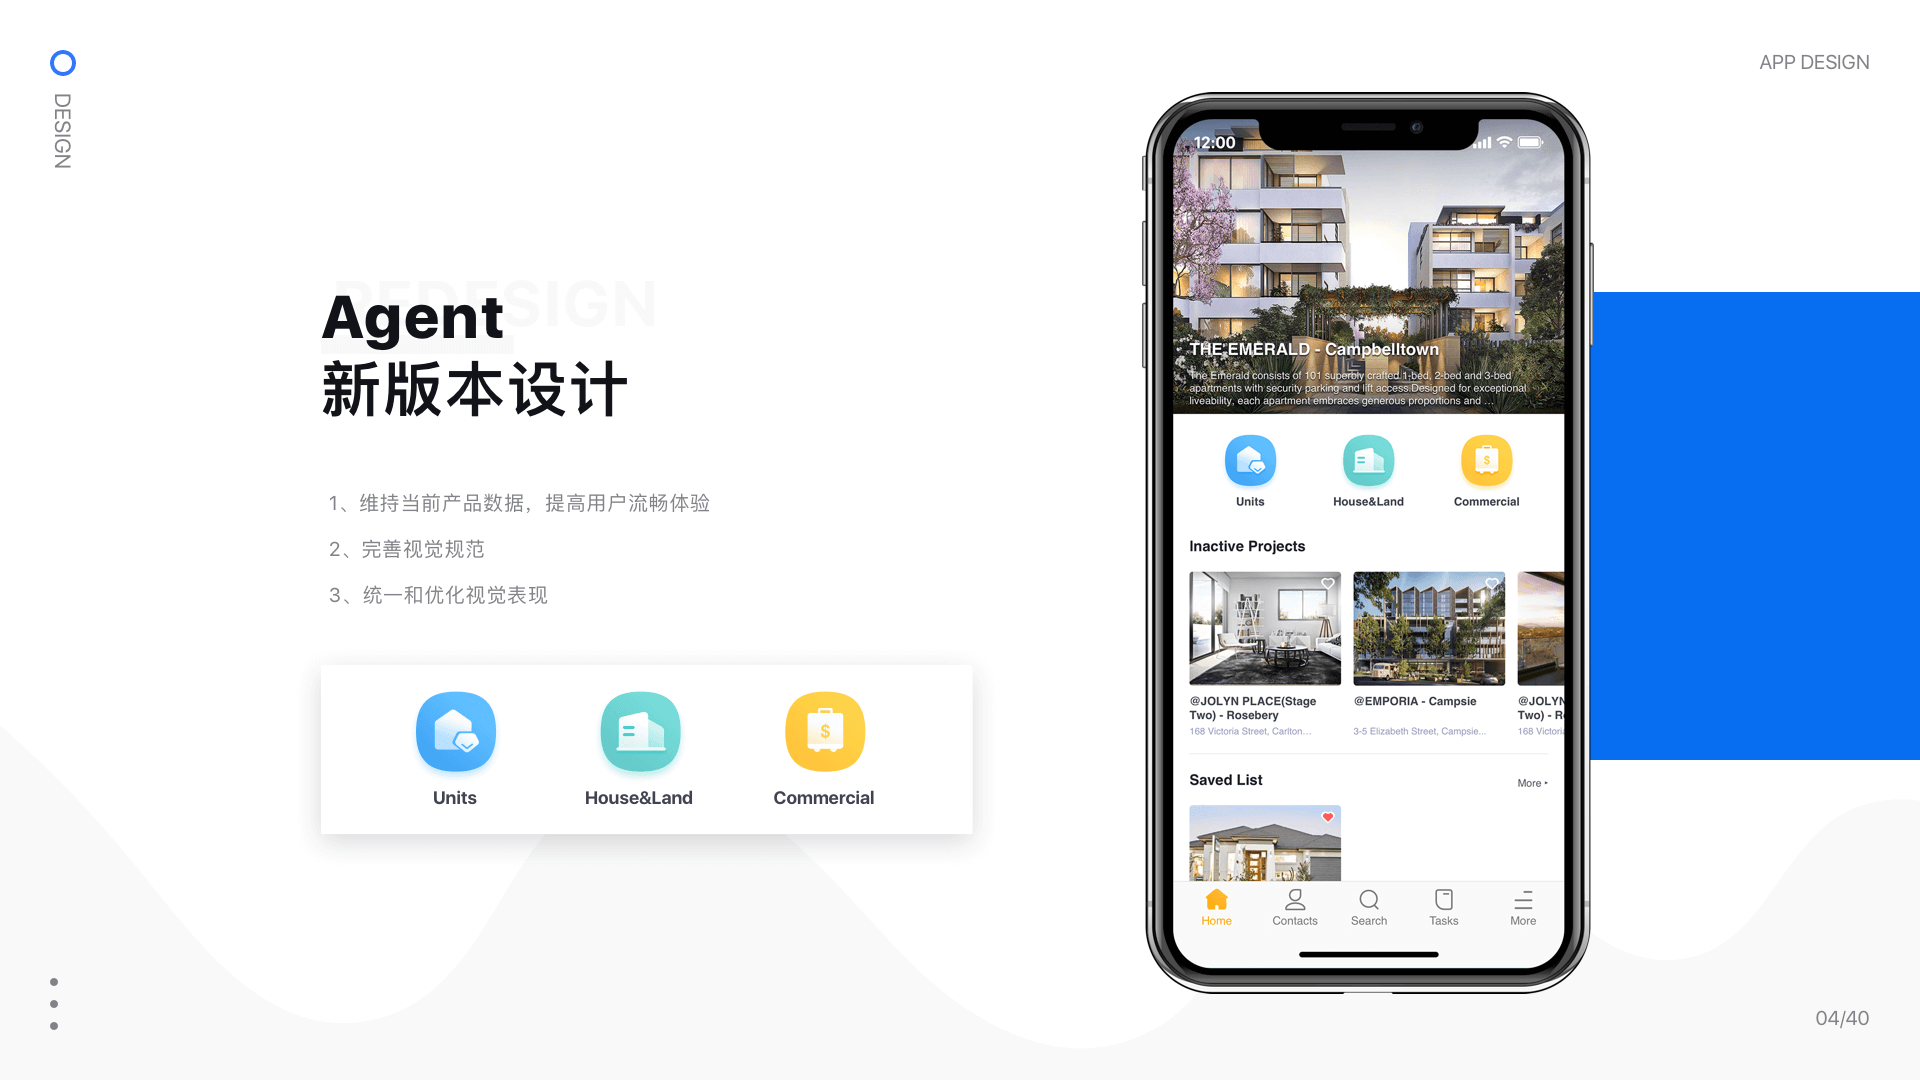 DESIGN
APP DESIGN
REDESIGN
Agent
新版本设计
1、维持当前产品数据，提高用户流畅体验
2、完善视觉规范
3、统一和优化视觉表现
Units
House&Land
Commercial
12:00
THE EMERALD - Campbelltown
The Emerald consists of 101 superbly crafted 1-bed, 2-bed and 3-bed
apartments with security parking and lift access.Designed for exceptional
liveability, each apartment embraces generous proportions and ...
Units
House&Land
Commercial
Inactive Projects
@JOLYN PLACE(Stage
Two) - Rosebery
168 Victoria Street, Carlton...
@EMPORIA - Campsie
3-5 Elizabeth Street, Campsie...
@JOLYN
Two) - R
168 Victoria
Saved List
More
Home
Contacts
Search
Tasks
More
04/40